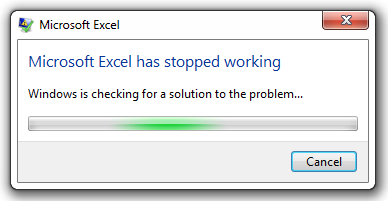 Microsoft Excel
Microsoft Excel has stopped working
Windows is checking for a solution to the problem...
Cancel